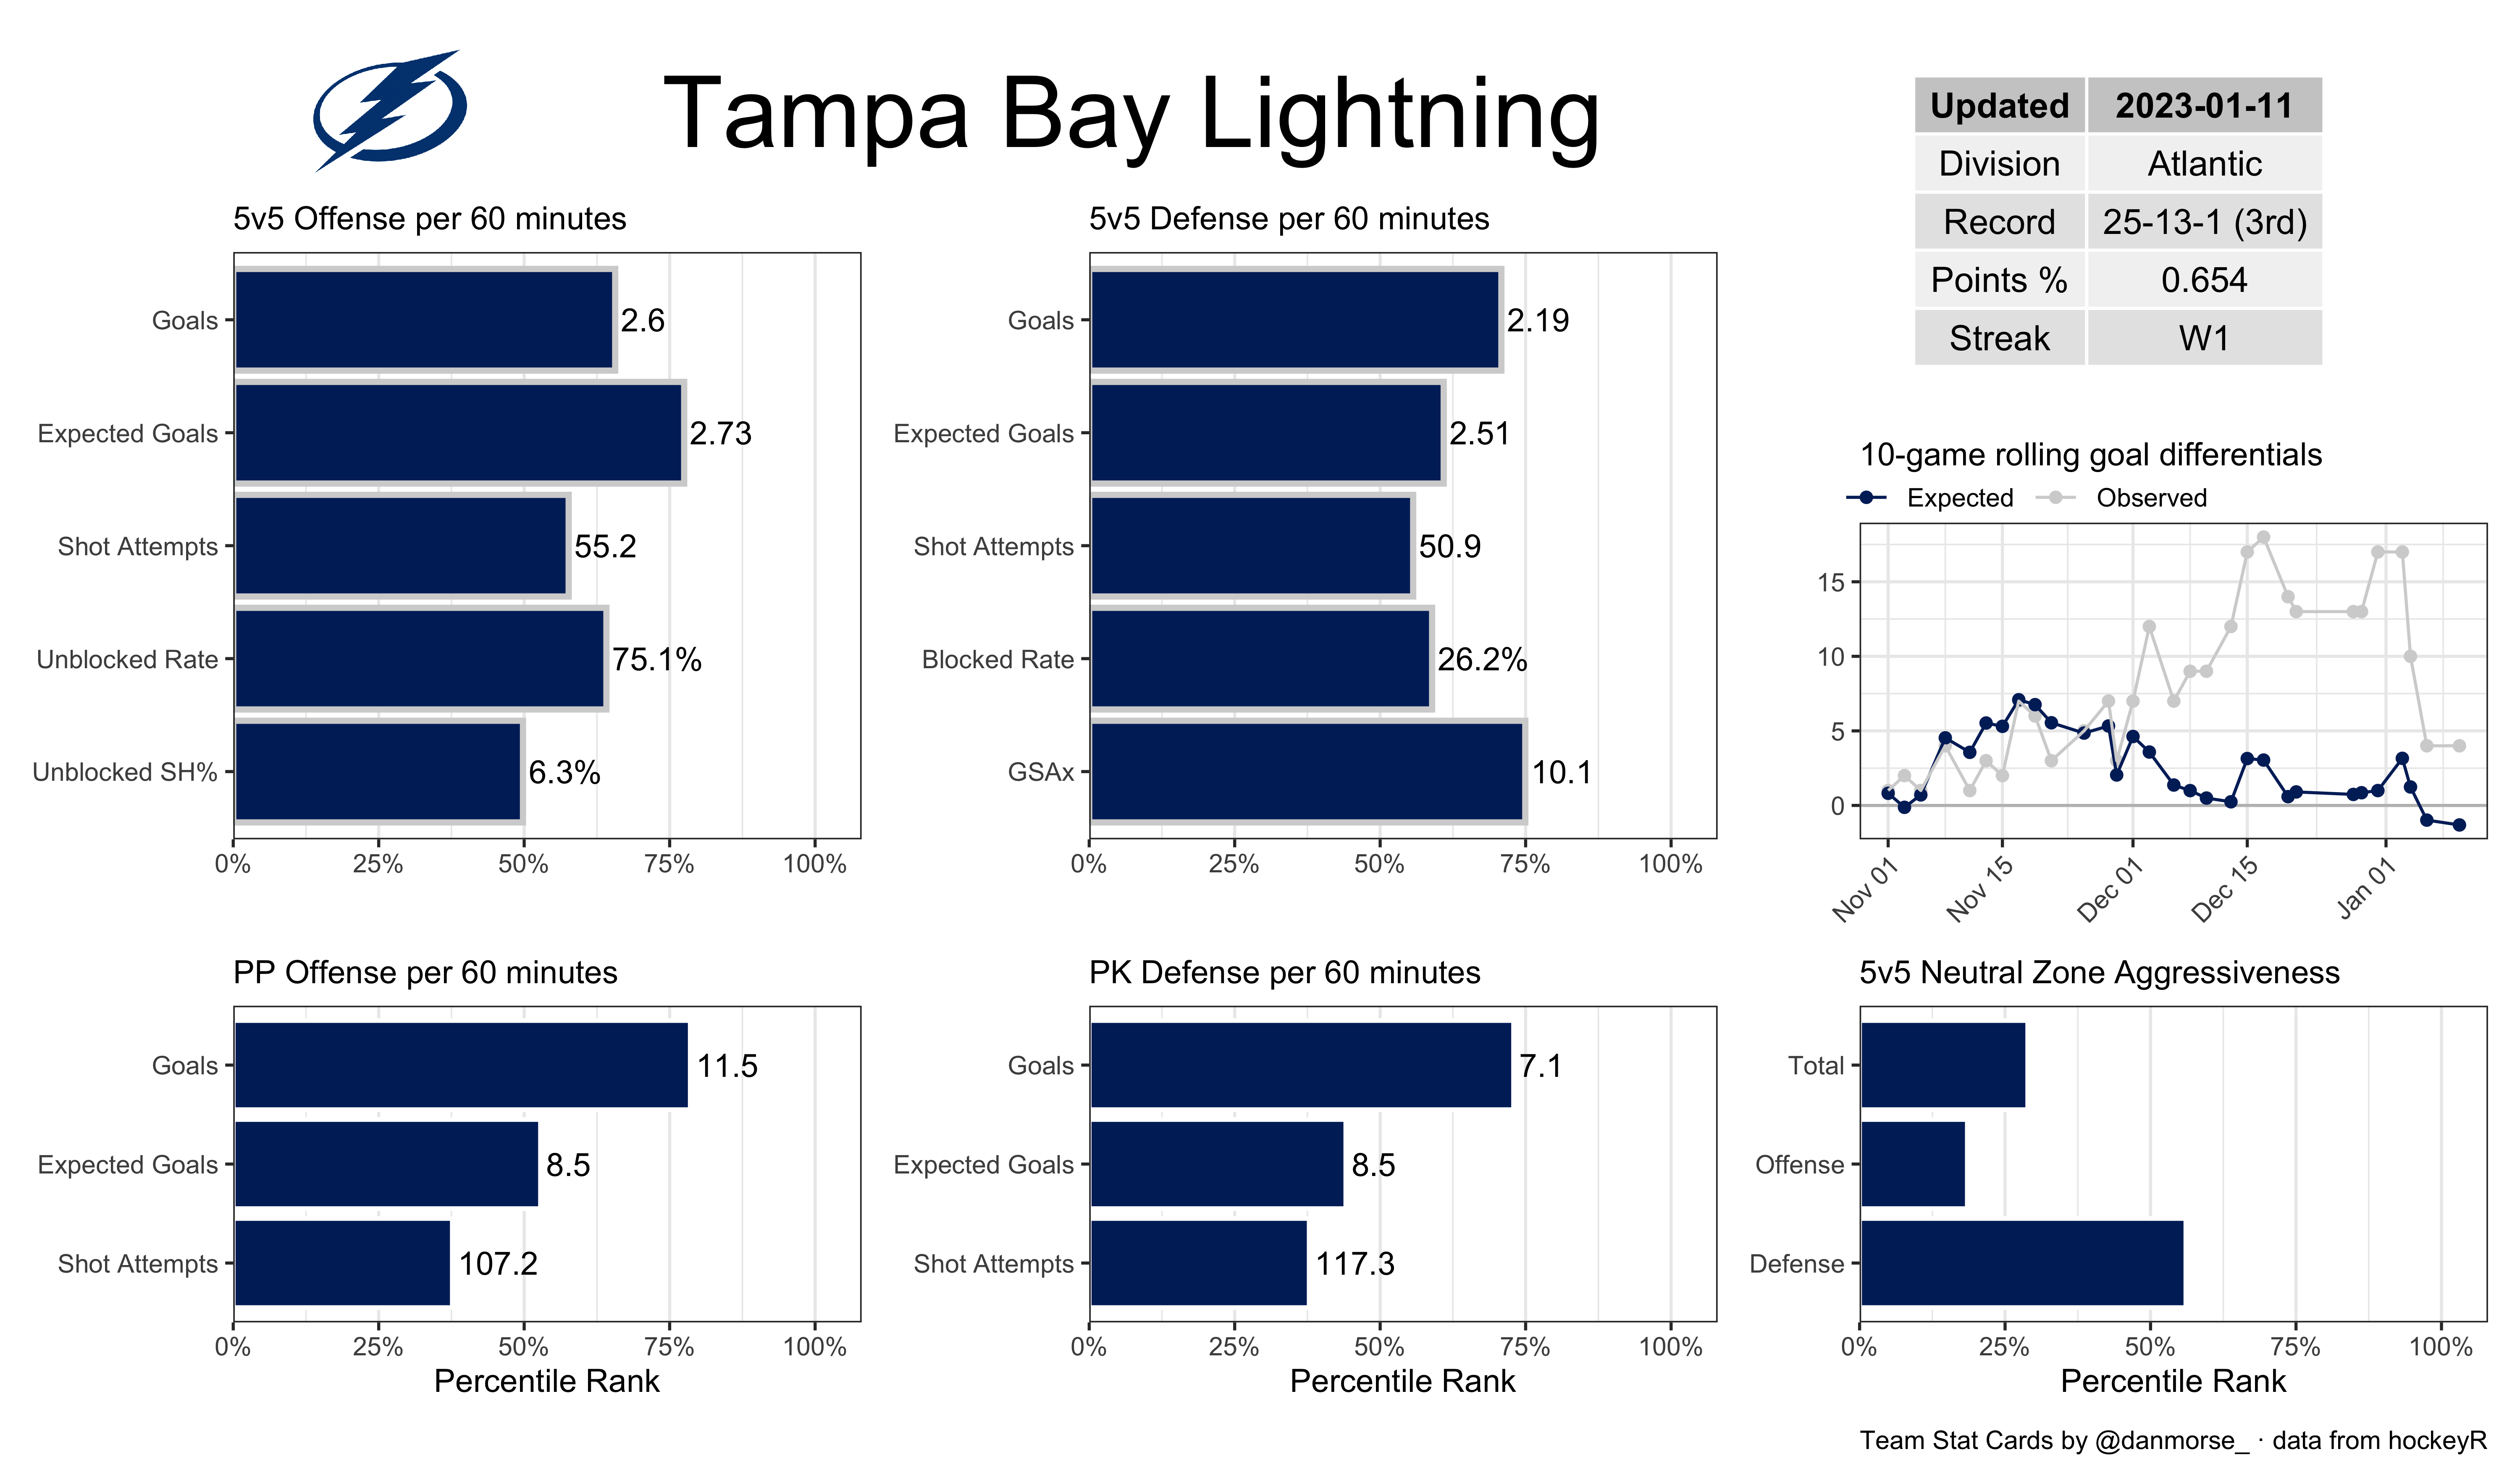 Tampa Bay Lightning
Updated 2023-01-11
Division Atlantic
Record 25-13-1 (3rd)
Points % 0.654
Streak W1
5v5 Offense per 60 minutes
Goals 2.6
Expected Goals 2.73
Shot Attempts 55.2
Unblocked Rate 75.1%
Unblocked SH% 6.3%
0% 25% 50% 75% 100%
5v5 Defense per 60 minutes
Goals 2.19
Expected Goals 2.51
Shot Attempts 50.9
Blocked Rate 26.2%
GSAx 10.1
0% 25% 50% 75% 100%
10-game rolling goal differentials
Expected Observed
15
10
5
0
Nov 01 Nov 15 Dec 01 Dec 15 Jan 01
PP Offense per 60 minutes
Goals 11.5
Expected Goals 8.5
Shot Attempts 107.2
0% 25% 50% 75% 100%
Percentile Rank
PK Defense per 60 minutes
Goals 7.1
Expected Goals 8.5
Shot Attempts 117.3
0% 25% 50% 75% 100%
Percentile Rank
5v5 Neutral Zone Aggressiveness
Total
Offense
Defense
0% 25% 50% 75% 100%
Percentile Rank
Team Stat Cards by @danmorse_ · data from hockeyR